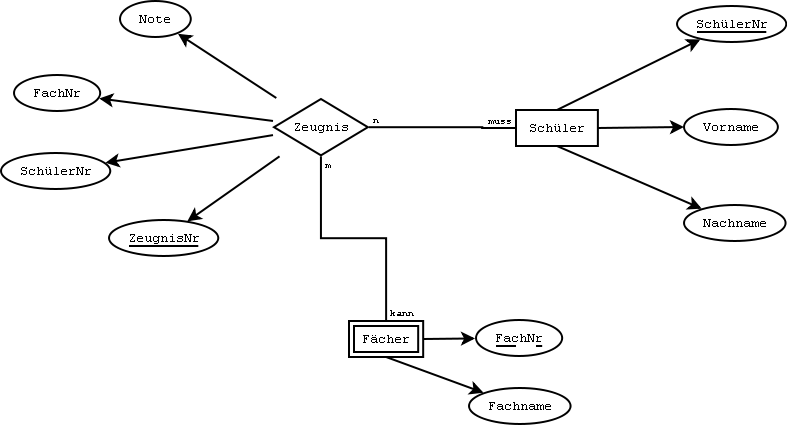 Note
SchülerNr
FachNr
Zeugnis
n
muss
Schüler
Vorname
SchülerNr
m
Nachname
ZeugnisNr
kann
Fächer
FachNr
Fachname